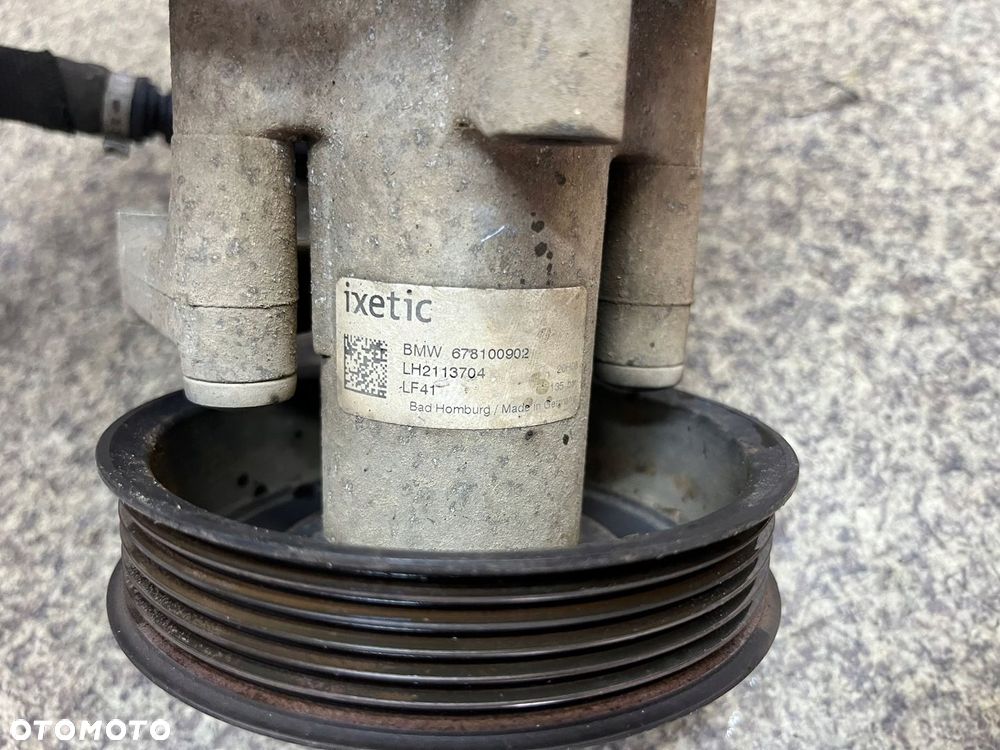 ixetic
BMW 678100902
LH2113704
LF41
Bad Homburg / Made in
OTOMOTO